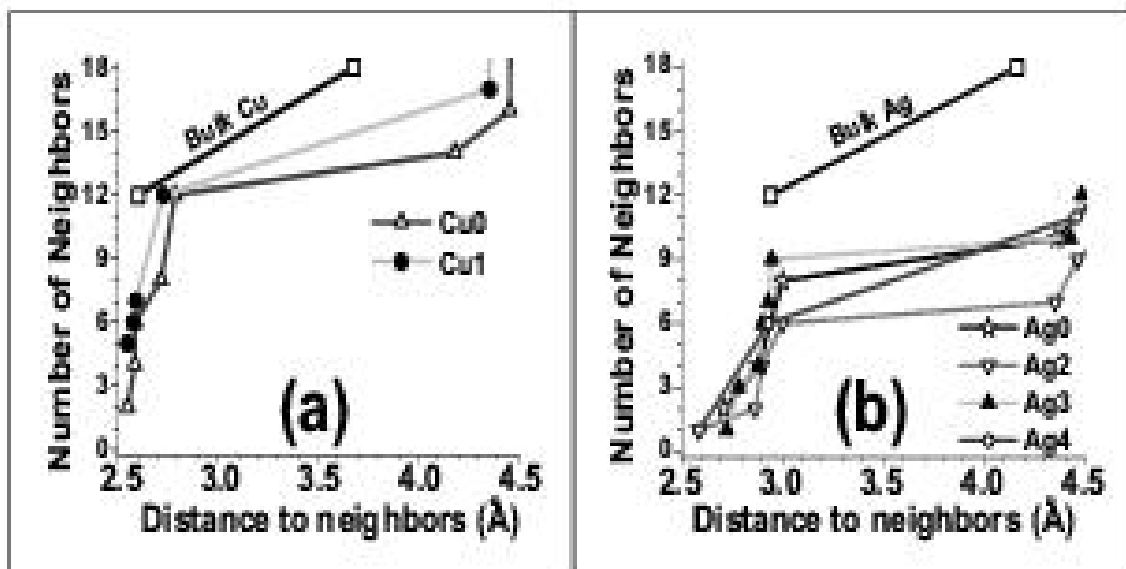 18
15
12
9
6
3
0
Number of Neighbors
Bulk Cu
Cu0
Cu1
(a)
2.5 3.0 3.5 4.0 4.5
Distance to neighbors (Å)
18
15
12
9
6
3
0
Number of Neighbors
Bulk Ag
Ag0
Ag2
Ag3
Ag4
(b)
2.5 3.0 3.5 4.0 4.5
Distance to neighbors (Å)